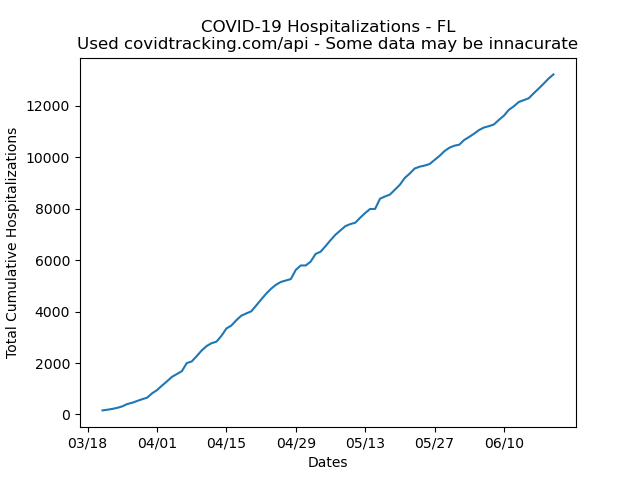 COVID-19 Hospitalizations - FL
Used covidtracking.com/api - Some data may be innacurate
Total Cumulative Hospitalizations
12000
10000
8000
6000
4000
2000
0
03/18 04/01 04/15 04/29 05/13 05/27 06/10
Dates